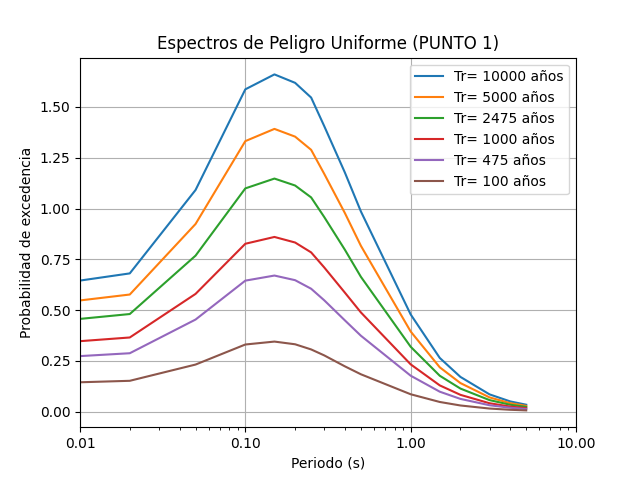 Espectros de Peligro Uniforme (PUNTO 1)
Tr= 10000 años
Tr= 5000 años
Tr= 2475 años
Tr= 1000 años
Tr= 475 años
Tr= 100 años
Probabilidad de excedencia
1.50
1.25
1.00
0.75
0.50
0.25
0.00
0.01
0.10
1.00
10.00
Periodo (s)